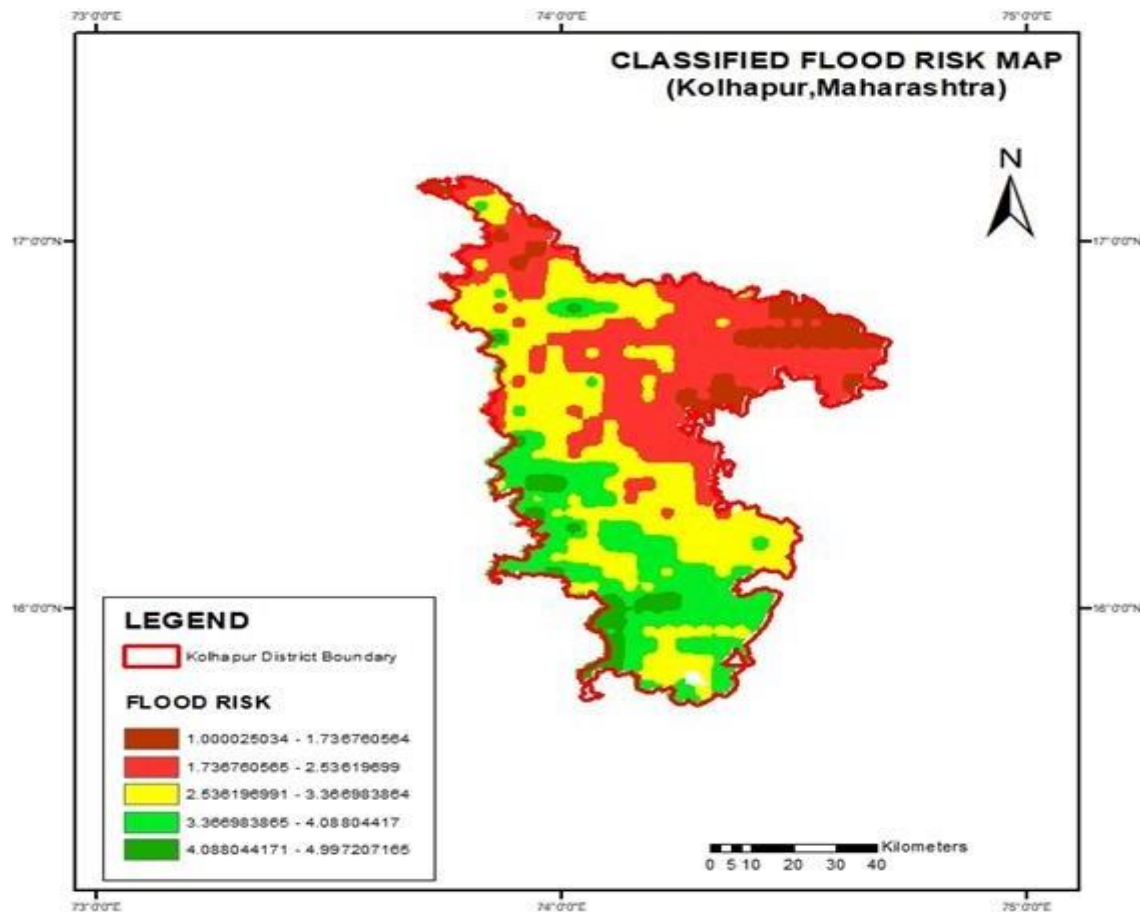 73°0'0"E 74°0'0"E 75°0'0"E
CLASSIFIED FLOOD RISK MAP
(Kolhapur,Maharashtra)
N
17°0'0"N 17°0'0"N
16°0'0"N 16°0'0"N
LEGEND
Kolhapur District Boundary
FLOOD RISK
1.000025034 - 1.736760564
1.736760565 - 2.53619699
2.536196991 - 3.366983864
3.366983865 - 4.08804417
4.088044171 - 4.997207165
Kilometers
0 5 10 20 30 40
73°0'0"E 74°0'0"E 75°0'0"E